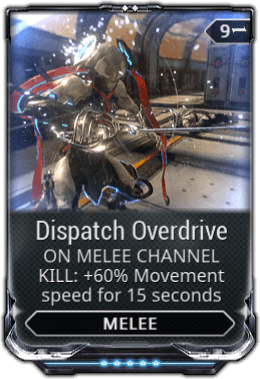 9
Dispatch Overdrive
ON MELEE CHANNEL
KILL: +60% Movement
speed for 15 seconds
MELEE